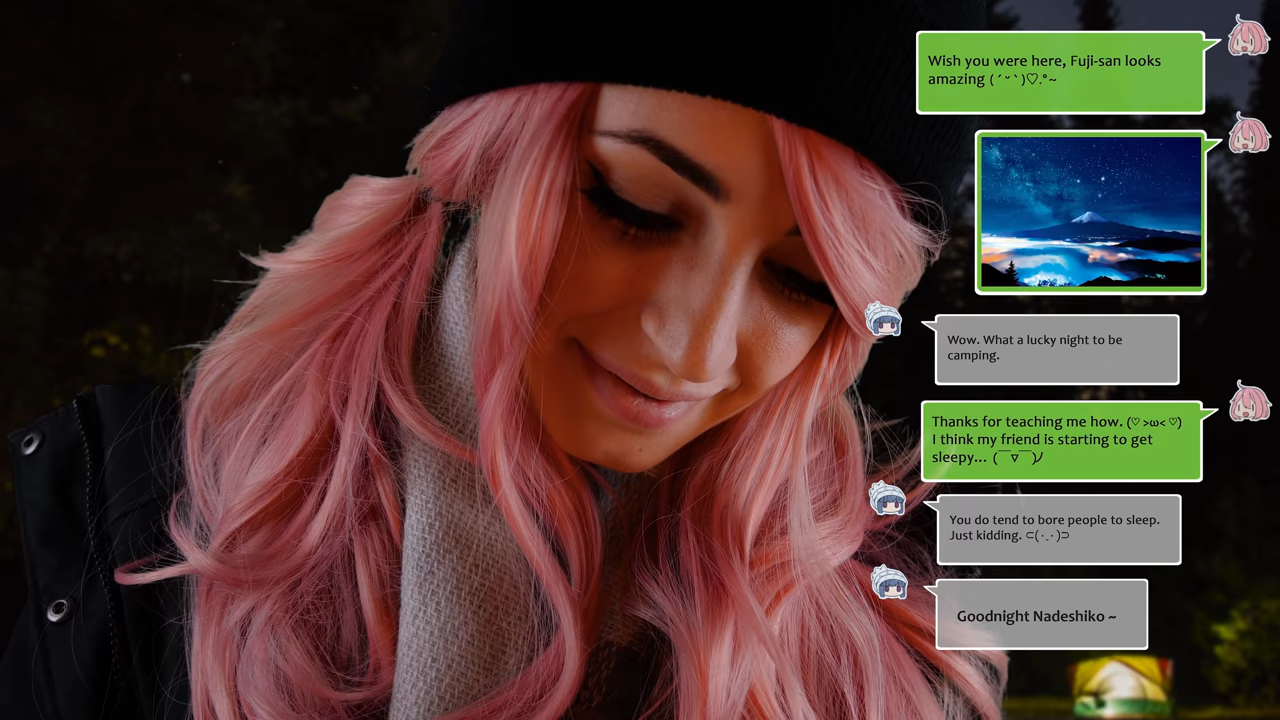 Wish you were here, Fuji-san looks
amazing (´ᵕ`)♡.°~
Wow. What a lucky night to be
camping.
Thanks for teaching me how. (♡>ω<♡)
I think my friend is starting to get
sleepy... (￣▿￣)ノ
You do tend to bore people to sleep.
Just kidding. ⊂(･_･)⊃
Goodnight Nadeshiko ~